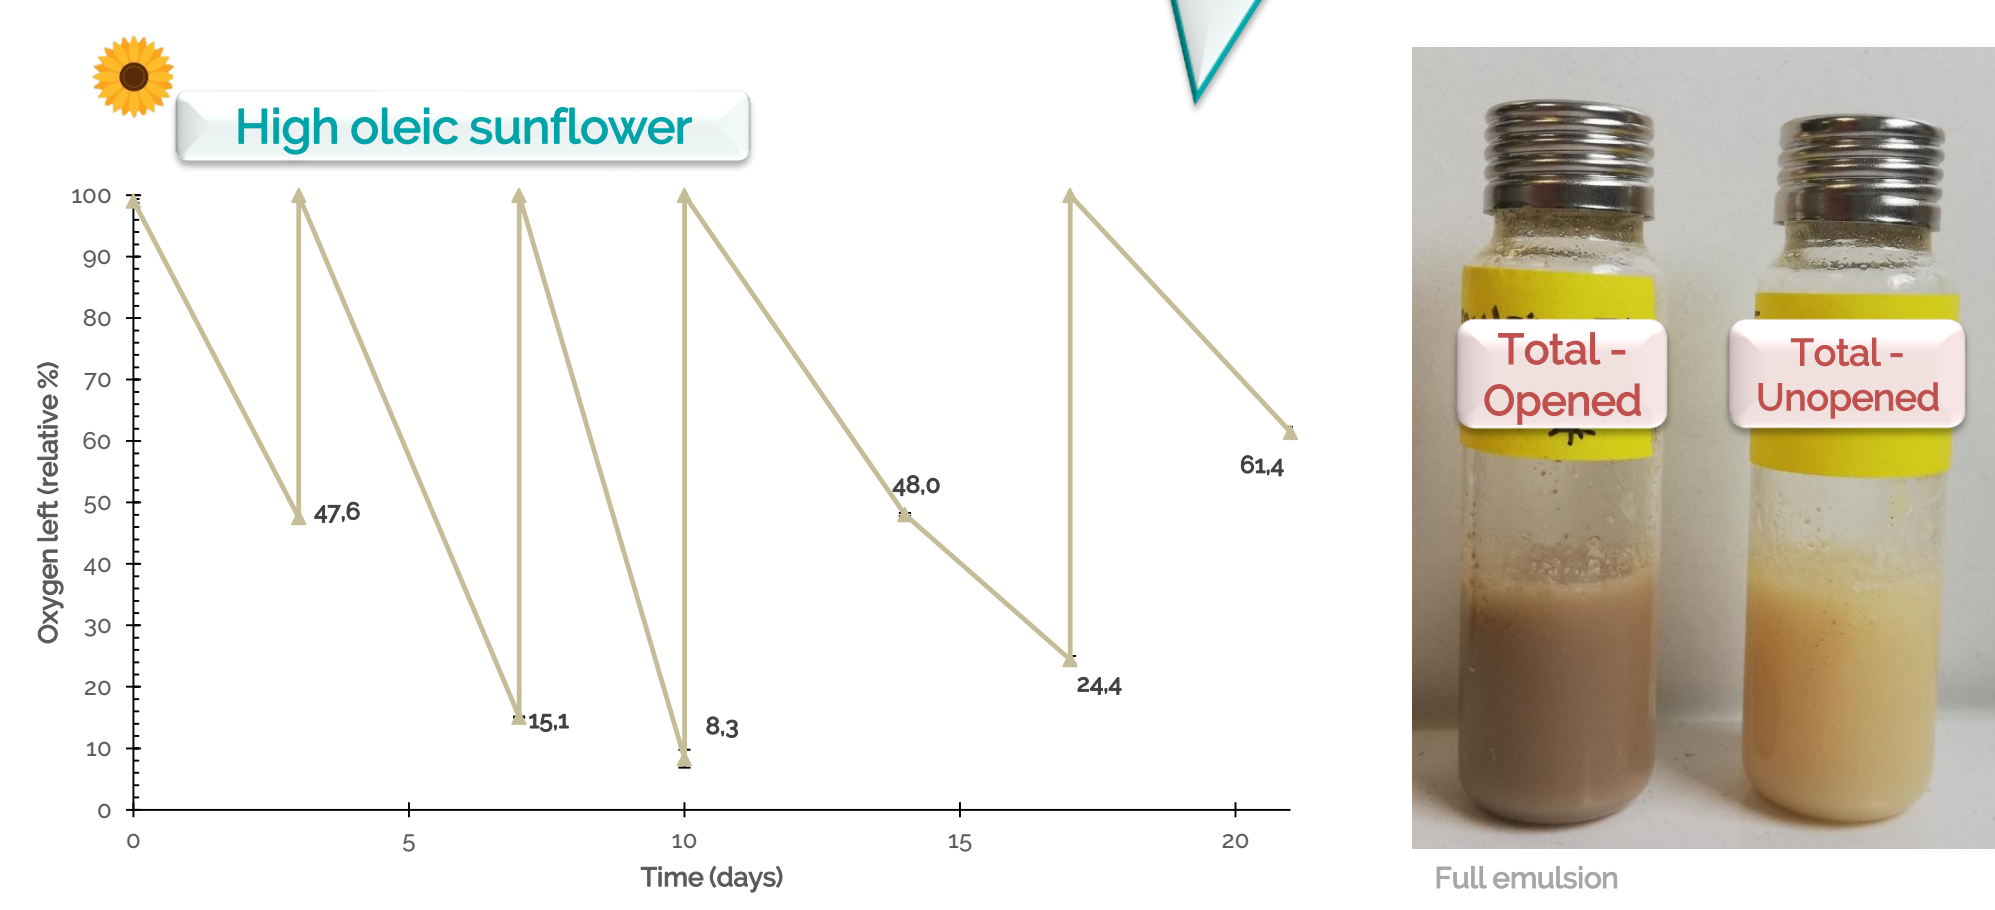 High oleic sunflower
100
90
80
70
60
50
40
30
20
10
0
Oxygen left (relative %)
47,6
15,1
8,3
48,0
24,4
61,4
0
5
10
15
20
Time (days)
Total -
Opened
Total -
Unopened
Full emulsion